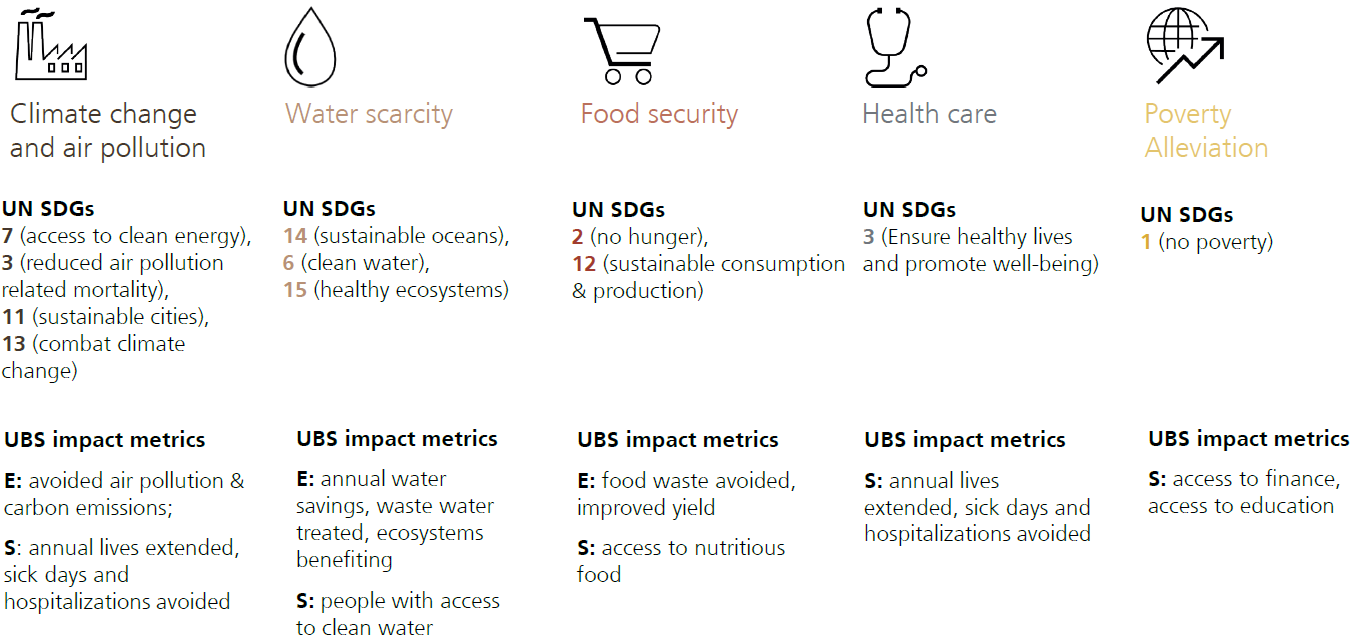 Climate change
and air pollution
Water scarcity
Food security
Health care
Poverty
Alleviation
UN SDGs
7 (access to clean energy),
3 (reduced air pollution
related mortality),
11 (sustainable cities),
13 (combat climate
change)
UN SDGs
14 (sustainable oceans),
6 (clean water),
15 (healthy ecosystems)
UN SDGs
2 (no hunger),
12 (sustainable consumption
& production)
UN SDGs
3 (Ensure healthy lives
and promote well-being)
UN SDGs
1 (no poverty)
UBS impact metrics
E: avoided air pollution &
carbon emissions;
S: annual lives extended,
sick days and
hospitalizations avoided
UBS impact metrics
E: annual water
savings, waste water
treated, ecosystems
benefiting
S: people with access
to clean water
UBS impact metrics
E: food waste avoided,
improved yield
S: access to nutritious
food
UBS impact metrics
S: annual lives
extended, sick days and
hospitalizations avoided
UBS impact metrics
S: access to finance,
access to education